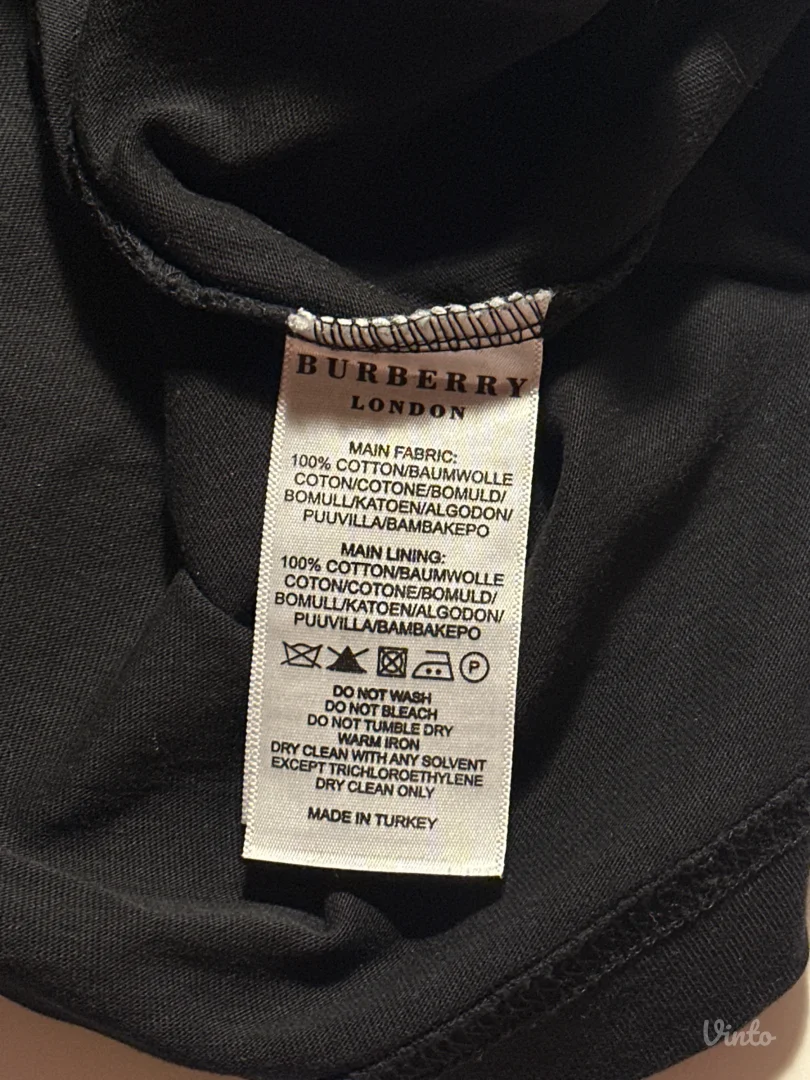 BURBERRY
LONDON
MAIN FABRIC:
100% COTTON/BAUMWOLLE
COTON/COTONE/BOMULD/
BOMULL/KATOEN/ALGODON/
PUUVILLA/BAMBAKEPO
MAIN LINING:
100% COTTON/BAUMWOLLE
COTON/COTONE/BOMULD/
BOMULL/KATOEN/ALGODON/
PUUVILLA/BAMBAKEPO
P
DO NOT WASH
DO NOT BLEACH
DO NOT TUMBLE DRY
WARM IRON
DRY CLEAN WITH ANY SOLVENT
EXCEPT TRICHLOROETHYLENE
DRY CLEAN ONLY
MADE IN TURKEY
Vinto